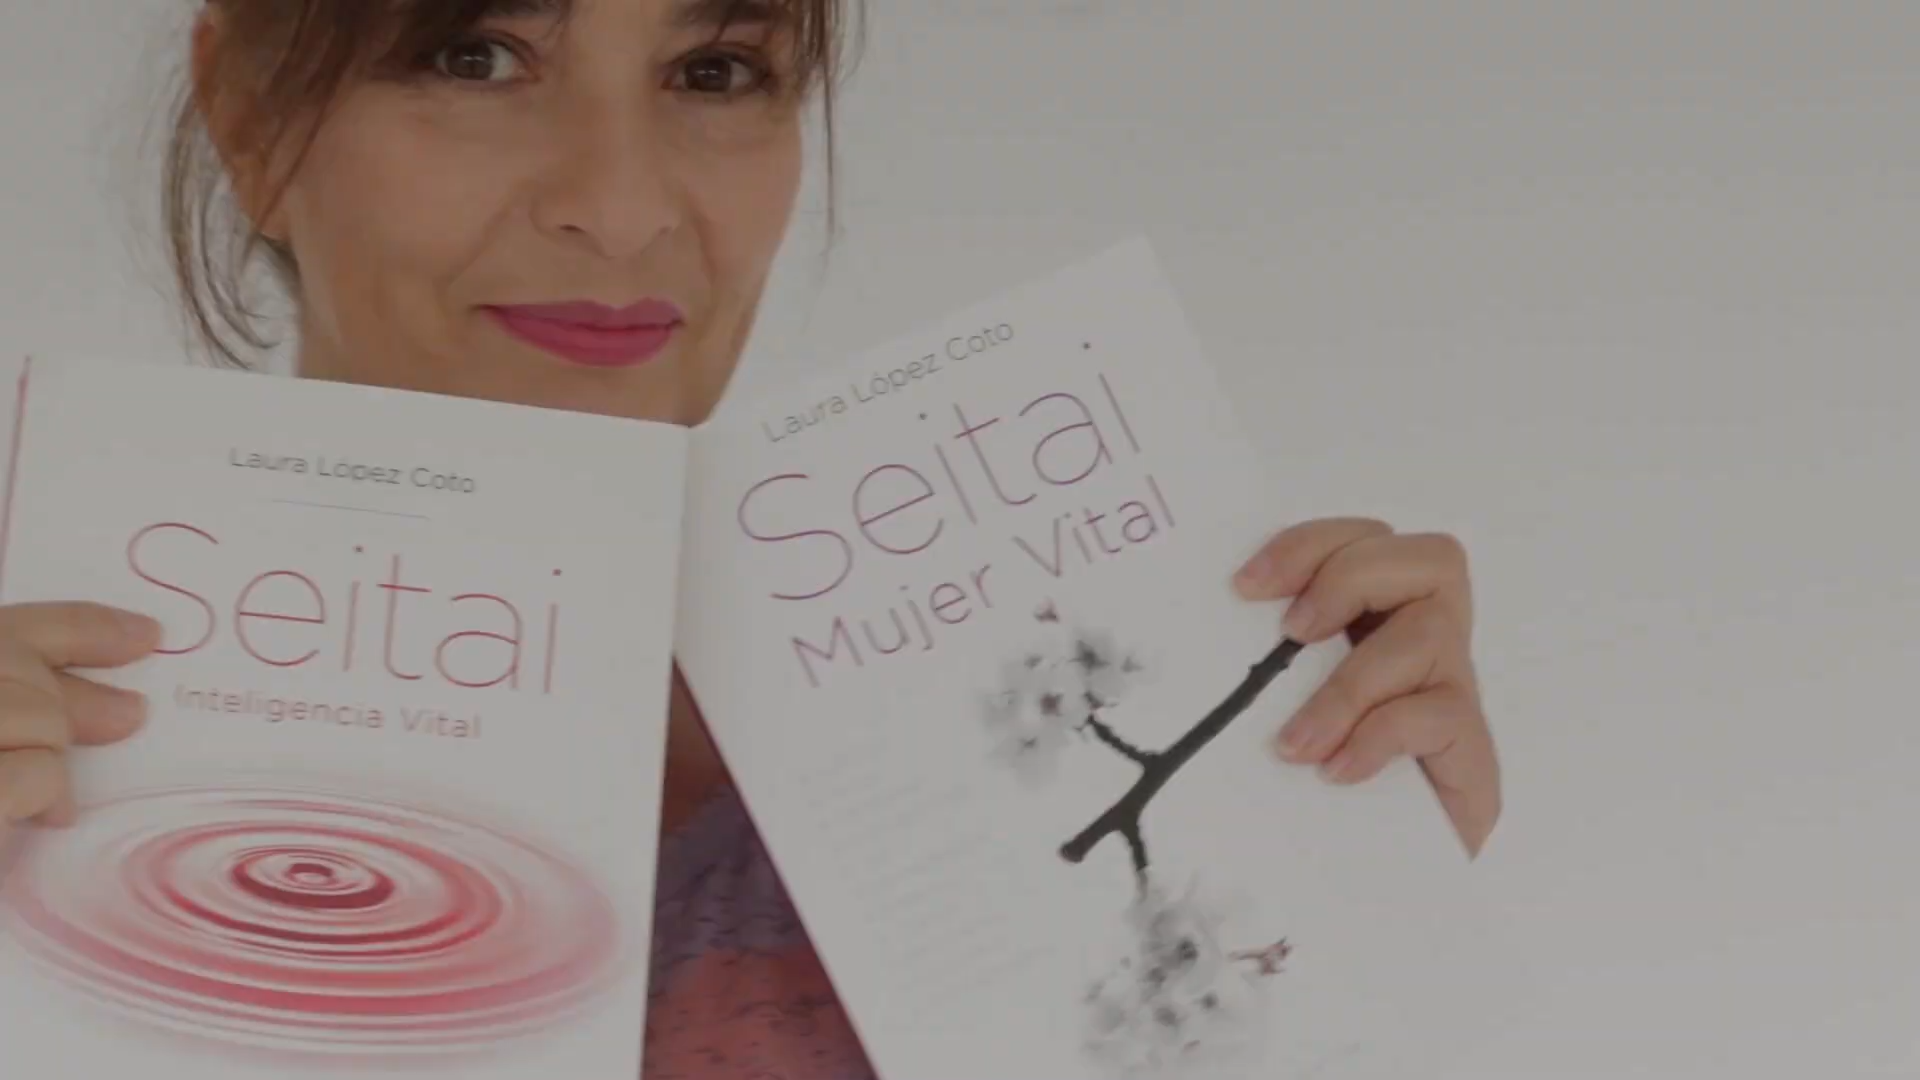 Laura López Coto
Seitai
Inteligencia Vital
Laura López Coto
Seitai
Mujer Vital